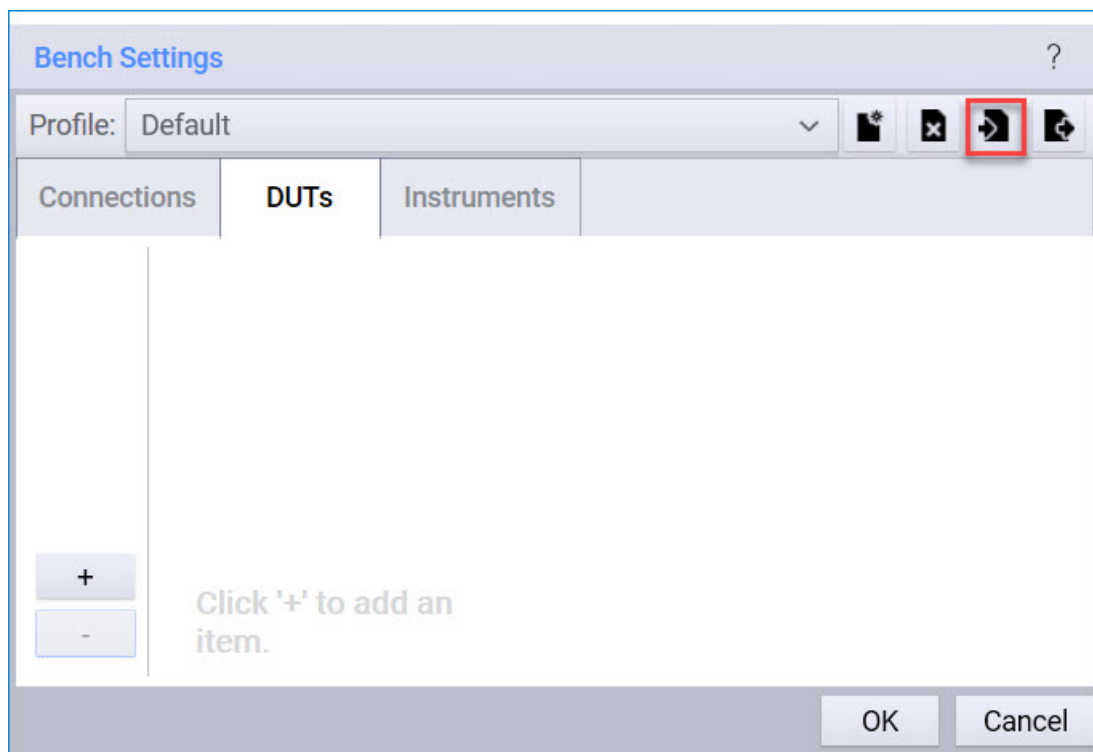 Bench Settings ?
Profile: Default
Connections DUTs Instruments
+
-
Click '+' to add an
item.
OK Cancel